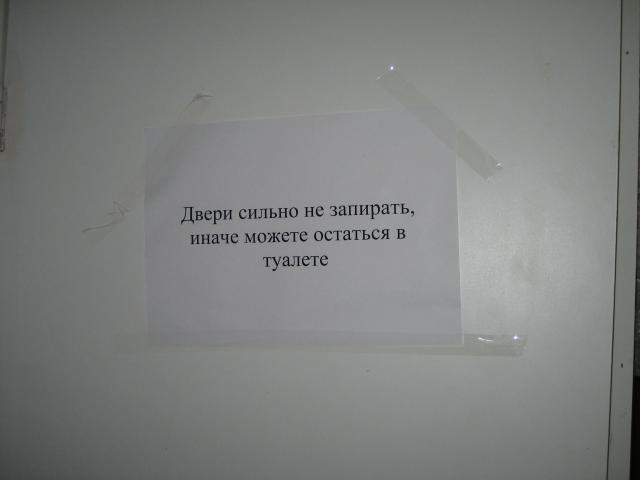 Двери сильно не запирать,
иначе можете остаться в
туалете